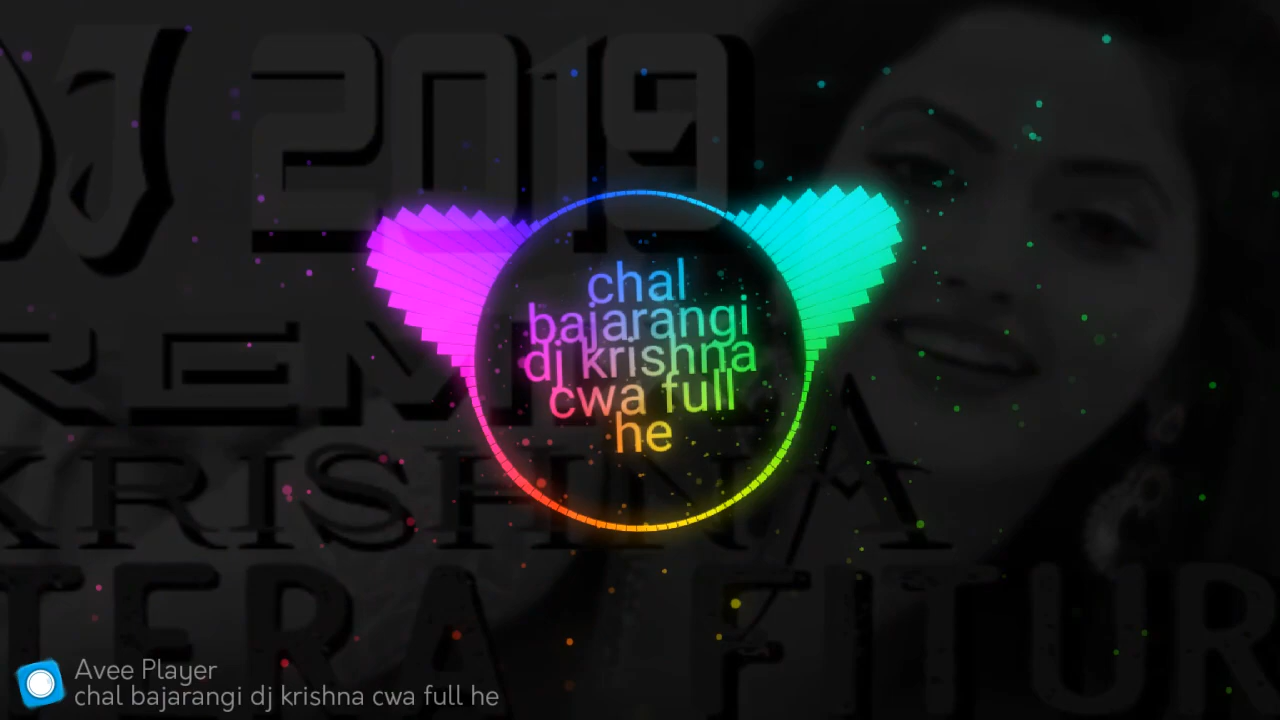 DJ 2019
REM
KRISHNA
TERA FITUR
chal
bajarangi
dj krishna
cwa full
he
Avee Player
chal bajarangi dj krishna cwa full he